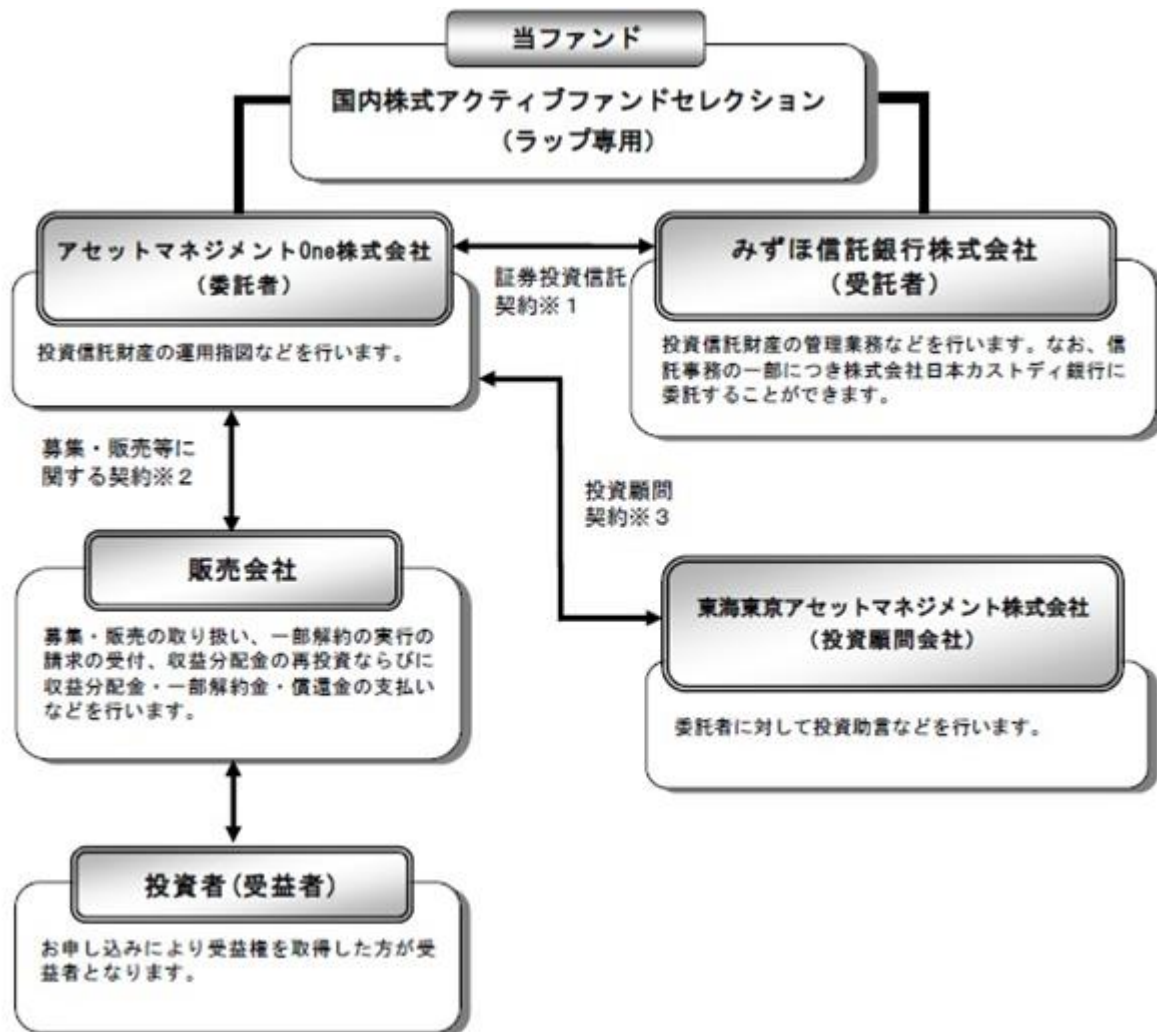 当ファンド
国内株式アクティブファンドセレクション
（ラップ専用）
アセットマネジメントOne株式会社
（委託者）
投資信託財産の運用指図などを行います。
証券投資信託
契約※１
みずほ信託銀行株式会社
（受託者）
投資信託財産の管理業務などを行います。なお、信
託事務の一部につき株式会社日本カストディ銀行に
委託することができます。
募集・販売等に
関する契約※２
投資顧問
契約※３
販売会社
募集・販売の取り扱い、一部解約の実行の
請求の受付、収益分配金の再投資ならびに
収益分配金・一部解約金・償還金の支払い
などを行います。
東海東京アセットマネジメント株式会社
（投資顧問会社）
委託者に対して投資助言などを行います。
投資者(受益者)
お申し込みにより受益権を取得した方が受
益者となります。